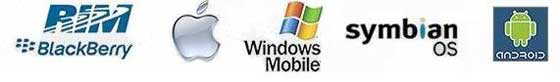 RIM
BlackBerry
Windows
Mobile
symbian
OS
ANDROID